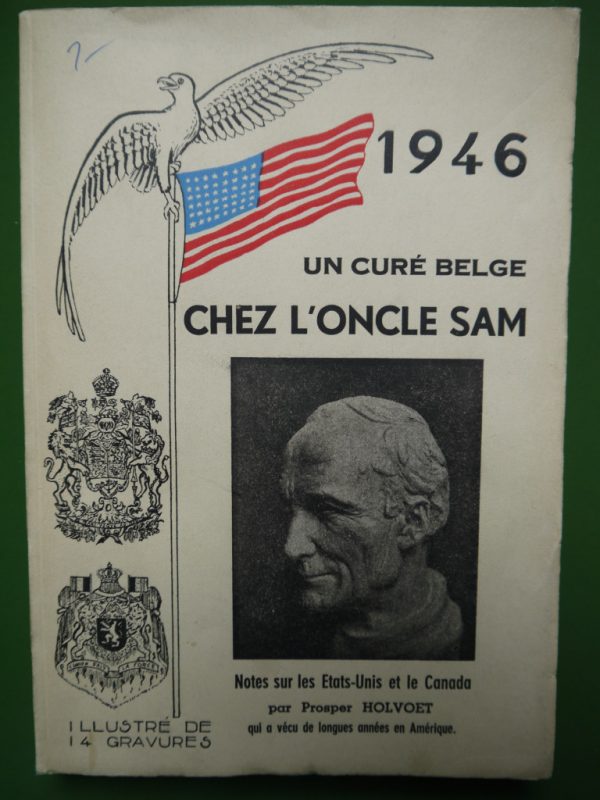 1946
UN CURÉ BELGE
CHEZ L'ONCLE SAM
Notes sur les Etats-Unis et le Canada
par Prosper HOLVOET
qui a vécu de longues années en Amérique.
ILLUSTRÉ DE
14 GRAVURES